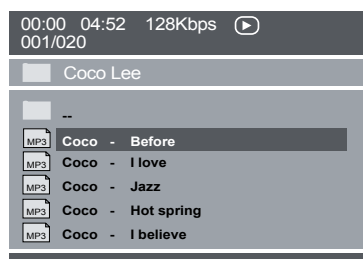 00:00 04:52 128Kbps
001/020
Coco Lee
--
MP3 Coco - Before
MP3 Coco - I love
MP3 Coco - Jazz
MP3 Coco - Hot spring
MP3 Coco - I believe